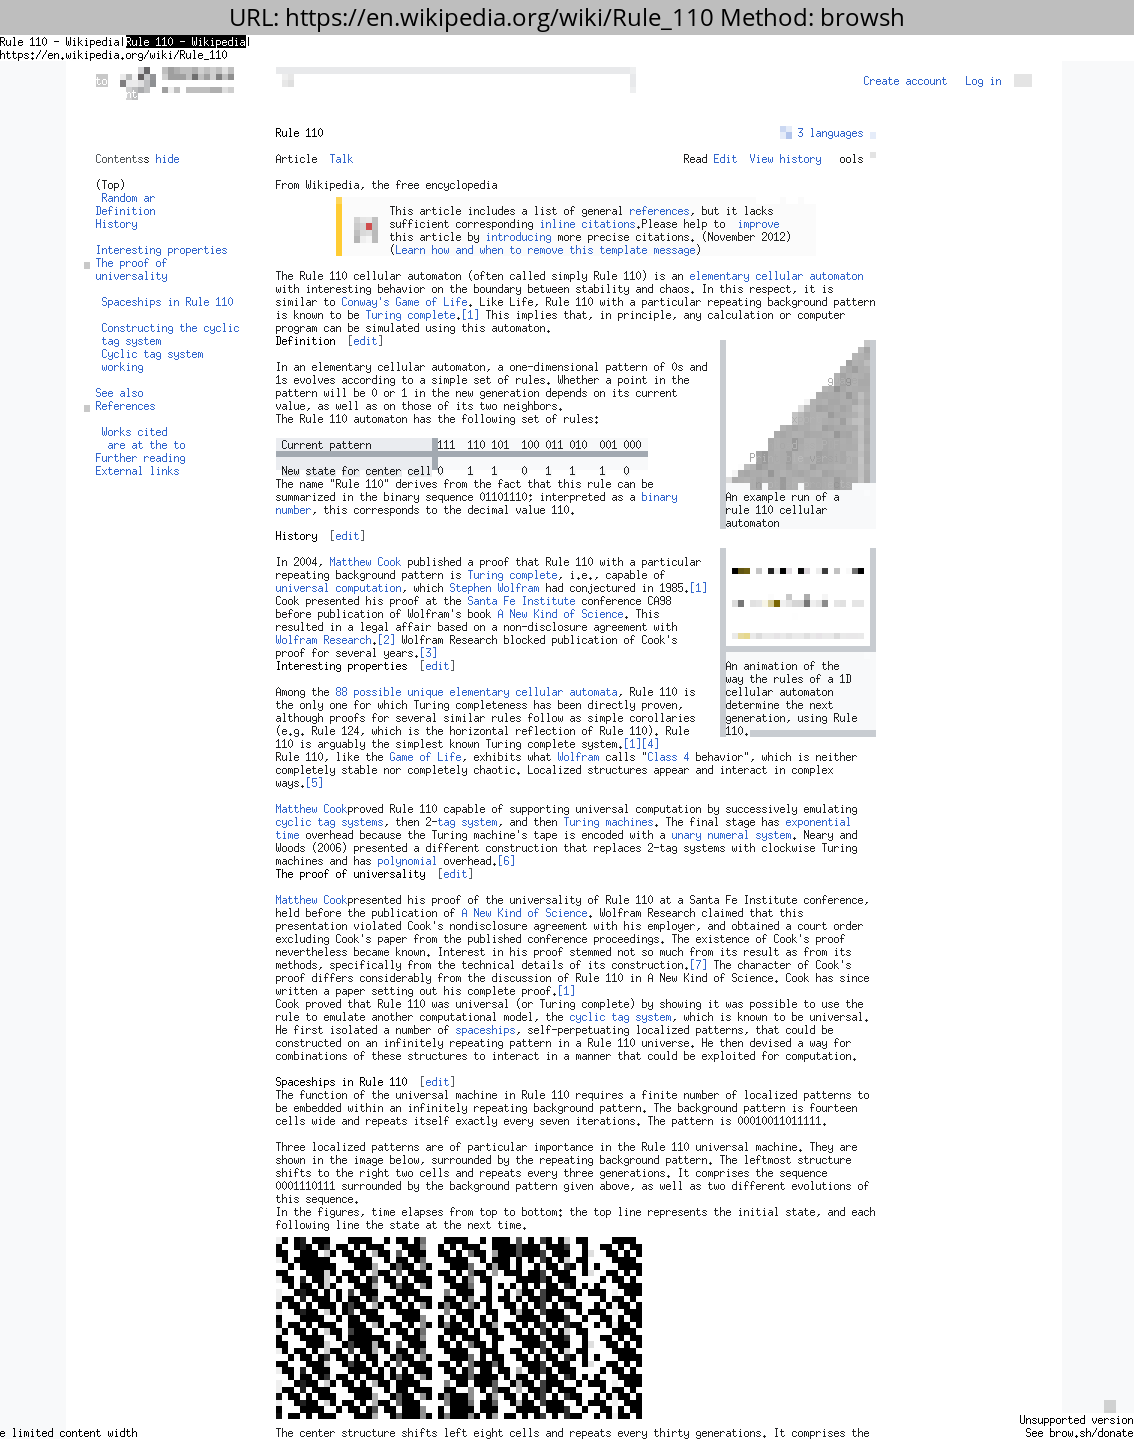 URL: https://en.wikipedia.org/wiki/Rule_110 Method: browsh
Rule 110 - Wikipedia|Rule 110 - Wikipedia|
https://en.wikipedia.org/wiki/Rule_110
to
nt
Create account Log in
Rule 110
3 languages
Contentss hide
Article Talk
Read Edit View history ools
(Top)
Random ar
Definition
History
Interesting properties
The proof of
universality
Spaceships in Rule 110
Constructing the cyclic
tag system
Cyclic tag system
working
See also
References
Works cited
are at the to
Further reading
External links
From Wikipedia, the free encyclopedia
This article includes a list of general references, but it lacks
sufficient corresponding inline citations.Please help to improve
this article by introducing more precise citations. (November 2012)
(Learn how and when to remove this template message)
The Rule 110 cellular automaton (often called simply Rule 110) is an elementary cellular automaton
with interesting behavior on the boundary between stability and chaos. In this respect, it is
similar to Conway's Game of Life. Like Life, Rule 110 with a particular repeating background pattern
is known to be Turing complete.[1] This implies that, in principle, any calculation or computer
program can be simulated using this automaton.
Definition [edit]
In an elementary cellular automaton, a one-dimensional pattern of 0s and
1s evolves according to a simple set of rules. Whether a point in the
pattern will be 0 or 1 in the new generation depends on its current
value, as well as on those of its two neighbors.
The Rule 110 automaton has the following set of rules:
Current pattern 111 110 101 100 011 010 001 000
New state for center cell 0 1 1 0 1 1 1 0
The name "Rule 110" derives from the fact that this rule can be
summarized in the binary sequence 01101110; interpreted as a binary
number, this corresponds to the decimal value 110.
An example run of a
rule 110 cellular
automaton
History [edit]
In 2004, Matthew Cook published a proof that Rule 110 with a particular
repeating background pattern is Turing complete, i.e., capable of
universal computation, which Stephen Wolfram had conjectured in 1985.[1]
Cook presented his proof at the Santa Fe Institute conference CA98
before publication of Wolfram's book A New Kind of Science. This
resulted in a legal affair based on a non-disclosure agreement with
Wolfram Research.[2] Wolfram Research blocked publication of Cook's
proof for several years.[3]
An animation of the
way the rules of a 1D
cellular automaton
determine the next
generation, using Rule
110.
Interesting properties [edit]
Among the 88 possible unique elementary cellular automata, Rule 110 is
the only one for which Turing completeness has been directly proven,
although proofs for several similar rules follow as simple corollaries
(e.g. Rule 124, which is the horizontal reflection of Rule 110). Rule
110 is arguably the simplest known Turing complete system.[1][4]
Rule 110, like the Game of Life, exhibits what Wolfram calls "Class 4 behavior", which is neither
completely stable nor completely chaotic. Localized structures appear and interact in complex
ways.[5]
Matthew Cookproved Rule 110 capable of supporting universal computation by successively emulating
cyclic tag systems, then 2-tag system, and then Turing machines. The final stage has exponential
time overhead because the Turing machine's tape is encoded with a unary numeral system. Neary and
Woods (2006) presented a different construction that replaces 2-tag systems with clockwise Turing
machines and has polynomial overhead.[6]
The proof of universality [edit]
Matthew Cookpresented his proof of the universality of Rule 110 at a Santa Fe Institute conference,
held before the publication of A New Kind of Science. Wolfram Research claimed that this
presentation violated Cook's nondisclosure agreement with his employer, and obtained a court order
excluding Cook's paper from the published conference proceedings. The existence of Cook's proof
nevertheless became known. Interest in his proof stemmed not so much from its result as from its
methods, specifically from the technical details of its construction.[7] The character of Cook's
proof differs considerably from the discussion of Rule 110 in A New Kind of Science. Cook has since
written a paper setting out his complete proof.[1]
Cook proved that Rule 110 was universal (or Turing complete) by showing it was possible to use the
rule to emulate another computational model, the cyclic tag system, which is known to be universal.
He first isolated a number of spaceships, self-perpetuating localized patterns, that could be
constructed on an infinitely repeating pattern in a Rule 110 universe. He then devised a way for
combinations of these structures to interact in a manner that could be exploited for computation.
Spaceships in Rule 110 [edit]
The function of the universal machine in Rule 110 requires a finite number of localized patterns to
be embedded within an infinitely repeating background pattern. The background pattern is fourteen
cells wide and repeats itself exactly every seven iterations. The pattern is 00010011011111.
Three localized patterns are of particular importance in the Rule 110 universal machine. They are
shown in the image below, surrounded by the repeating background pattern. The leftmost structure
shifts to the right two cells and repeats every three generations. It comprises the sequence
0001110111 surrounded by the background pattern given above, as well as two different evolutions of
this sequence.
In the figures, time elapses from top to bottom: the top line represents the initial state, and each
following line the state at the next time.
Unsupported version
e limited content width
The center structure shifts left eight cells and repeats every thirty generations. It comprises the
See brow.sh/donate